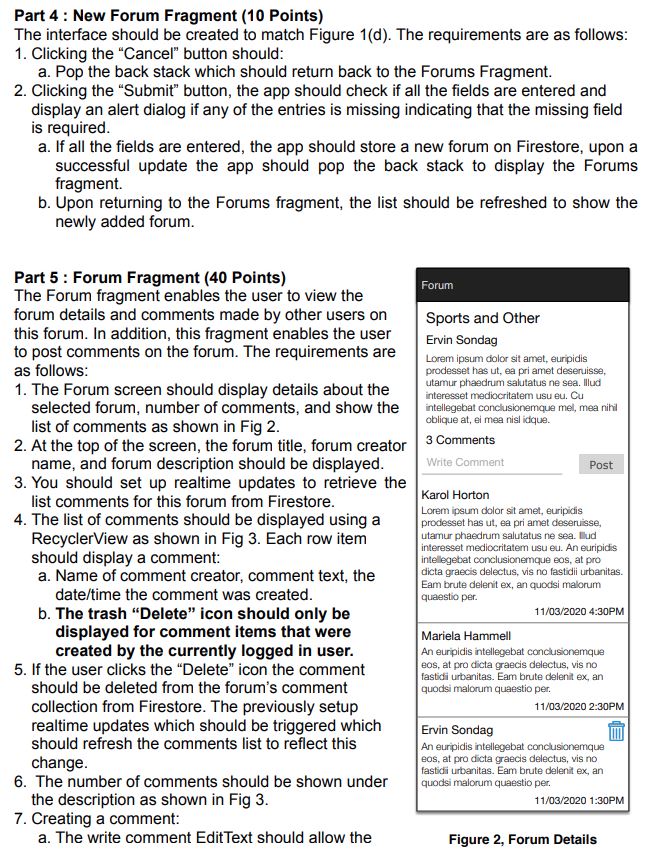 Part 4 : New Forum Fragment (10 Points)
The interface should be created to match Figure 1(d). The requirements are as follows:
1. Clicking the “Cancel” button should:
a. Pop the back stack which should return back to the Forums Fragment.
2. Clicking the “Submit” button, the app should check if all the fields are entered and
display an alert dialog if any of the entries is missing indicating that the missing field
is required.
a. If all the fields are entered, the app should store a new forum on Firestore, upon a
successful update the app should pop the back stack to display the Forums
fragment.
b. Upon returning to the Forums fragment, the list should be refreshed to show the
newly added forum.
Part 5 : Forum Fragment (40 Points)
The Forum fragment enables the user to view the
forum details and comments made by other users on
this forum. In addition, this fragment enables the user
to post comments on the forum. The requirements are
as follows:
1. The Forum screen should display details about the
selected forum, number of comments, and show the
list of comments as shown in Fig 2.
2. At the top of the screen, the forum title, forum creator
name, and forum description should be displayed.
3. You should set up realtime updates to retrieve the
list comments for this forum from Firestore.
4. The list of comments should be displayed using a
RecyclerView as shown in Fig 3. Each row item
should display a comment:
a. Name of comment creator, comment text, the
date/time the comment was created.
b. The trash “Delete” icon should only be
displayed for comment items that were
created by the currently logged in user.
5. If the user clicks the “Delete” icon the comment
should be deleted from the forum’s comment
collection from Firestore. The previously setup
realtime updates which should be triggered which
should refresh the comments list to reflect this
change.
6. The number of comments should be shown under
the description as shown in Fig 3.
7. Creating a comment:
a. The write comment EditText should allow the
Forum
Sports and Other
Ervin Sondag
Lorem ipsum dolor sit amet, euripidis
prodesset has ut, ea pri amet deseruisse,
utamur phaedrum salutatus ne sea. Illud
interesset mediocritatem usu eu. Cu
intellegebat conclusionemque mel, mea nihil
oblique at, ei mea nisl idque.
3 Comments
Write Comment
Post
Karol Horton
Lorem ipsum dolor sit amet, euripidis
prodesset has ut, ea pri amet deseruisse,
utamur phaedrum salutatus ne sea. Illud
interesset mediocritatem usu eu. An euripidis
intellegebat conclusionemque eos, at pro
dicta graecis delectus, vis no fastidii urbanitas.
Eam brute delenit ex, an quodsi malorum
quaestio per.
11/03/2020 4:30PM
Mariela Hammell
An euripidis intellegebat conclusionemque
eos, at pro dicta graecis delectus, vis no
fastidii urbanitas. Eam brute delenit ex, an
quodsi malorum quaestio per.
11/03/2020 2:30PM
Ervin Sondag
An euripidis intellegebat conclusionemque
eos, at pro dicta graecis delectus, vis no
fastidii urbanitas. Eam brute delenit ex, an
quodsi malorum quaestio per.
11/03/2020 1:30PM
Figure 2, Forum Details